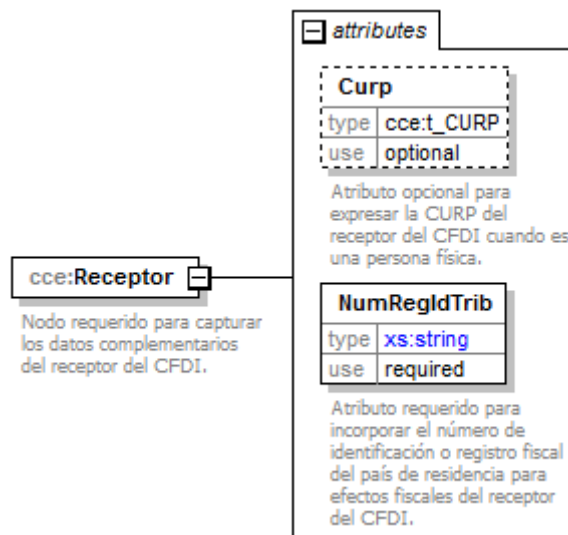 attributes
Curp
type cce:t_CURP
use optional
Atributo opcional para
expresar la CURP del
receptor del CFDI cuando es
una persona física.
cce:Receptor
Nodo requerido para capturar
los datos complementarios
del receptor del CFDI.
NumRegIdTrib
type xs:string
use required
Atributo requerido para
incorporar el número de
identificación o registro fiscal
del país de residencia para
efectos fiscales del receptor
del CFDI.